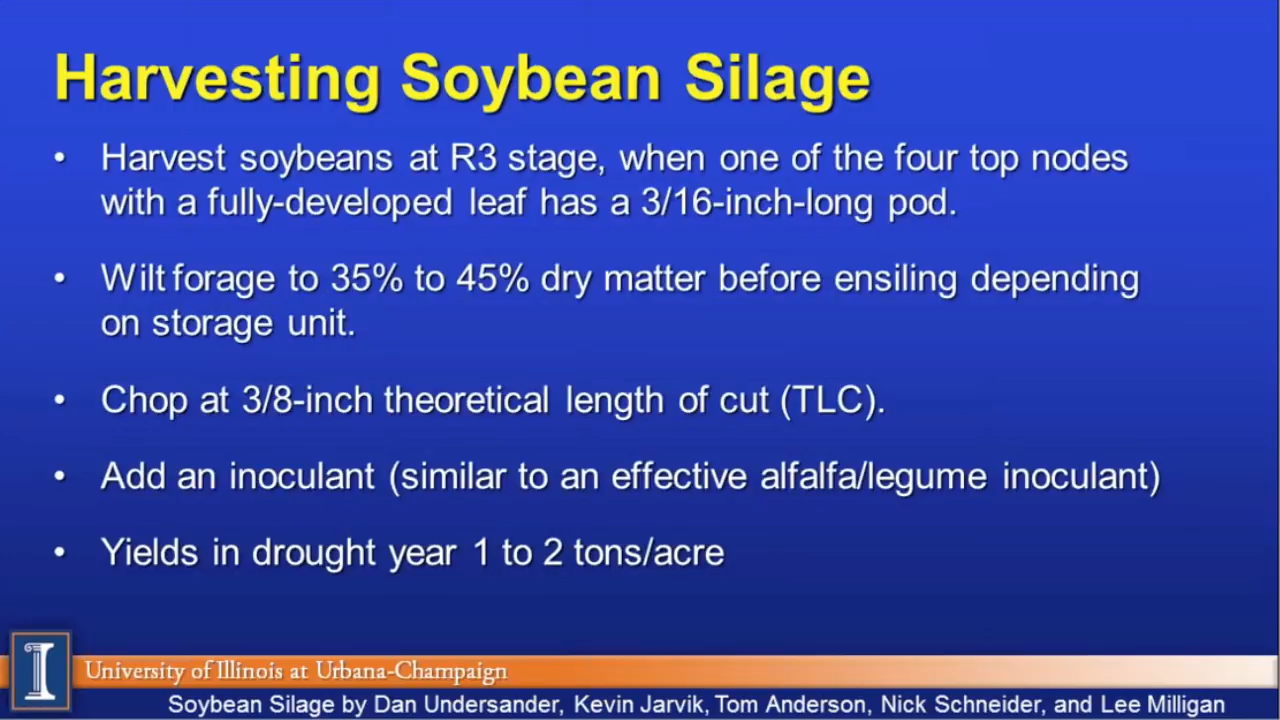 Harvesting Soybean Silage
• Harvest soybeans at R3 stage, when one of the four top nodes
with a fully-developed leaf has a 3/16-inch-long pod.
• Wilt forage to 35% to 45% dry matter before ensiling depending
on storage unit.
• Chop at 3/8-inch theoretical length of cut (TLC).
• Add an inoculant (similar to an effective alfalfa/legume inoculant)
• Yields in drought year 1 to 2 tons/acre
University of Illinois at Urbana-Champaign
Soybean Silage by Dan Undersander, Kevin Jarvik, Tom Anderson, Nick Schneider, and Lee Milligan